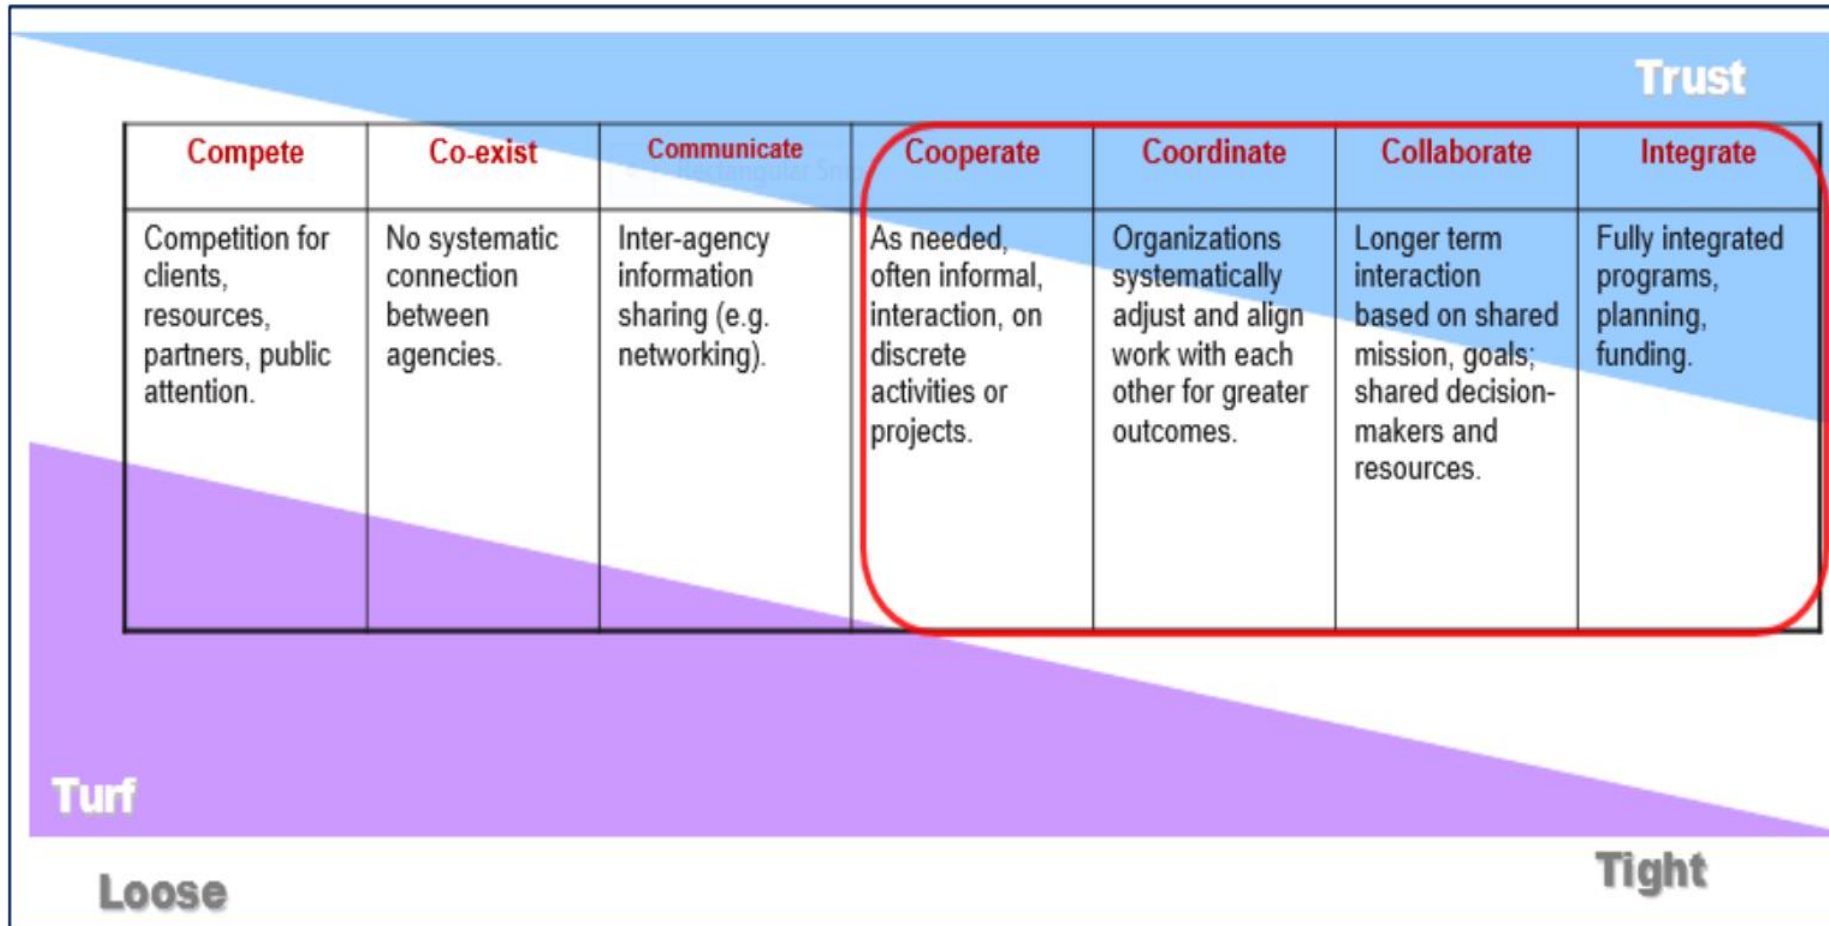 Trust
Compete
Co-exist
Communicate
Cooperate
Coordinate
Collaborate
Integrate
Competition for
clients,
resources,
partners, public
attention.
No systematic
connection
between
agencies.
Inter-agency
information
sharing (e.g.
networking).
As needed,
often informal,
interaction, on
discrete
activities or
projects.
Organizations
systematically
adjust and align
work with each
other for greater
outcomes.
Longer term
interaction
based on shared
mission, goals;
shared decision-
makers and
resources.
Fully integrated
programs,
planning,
funding.
Turf
Loose
Tight
Rectangular